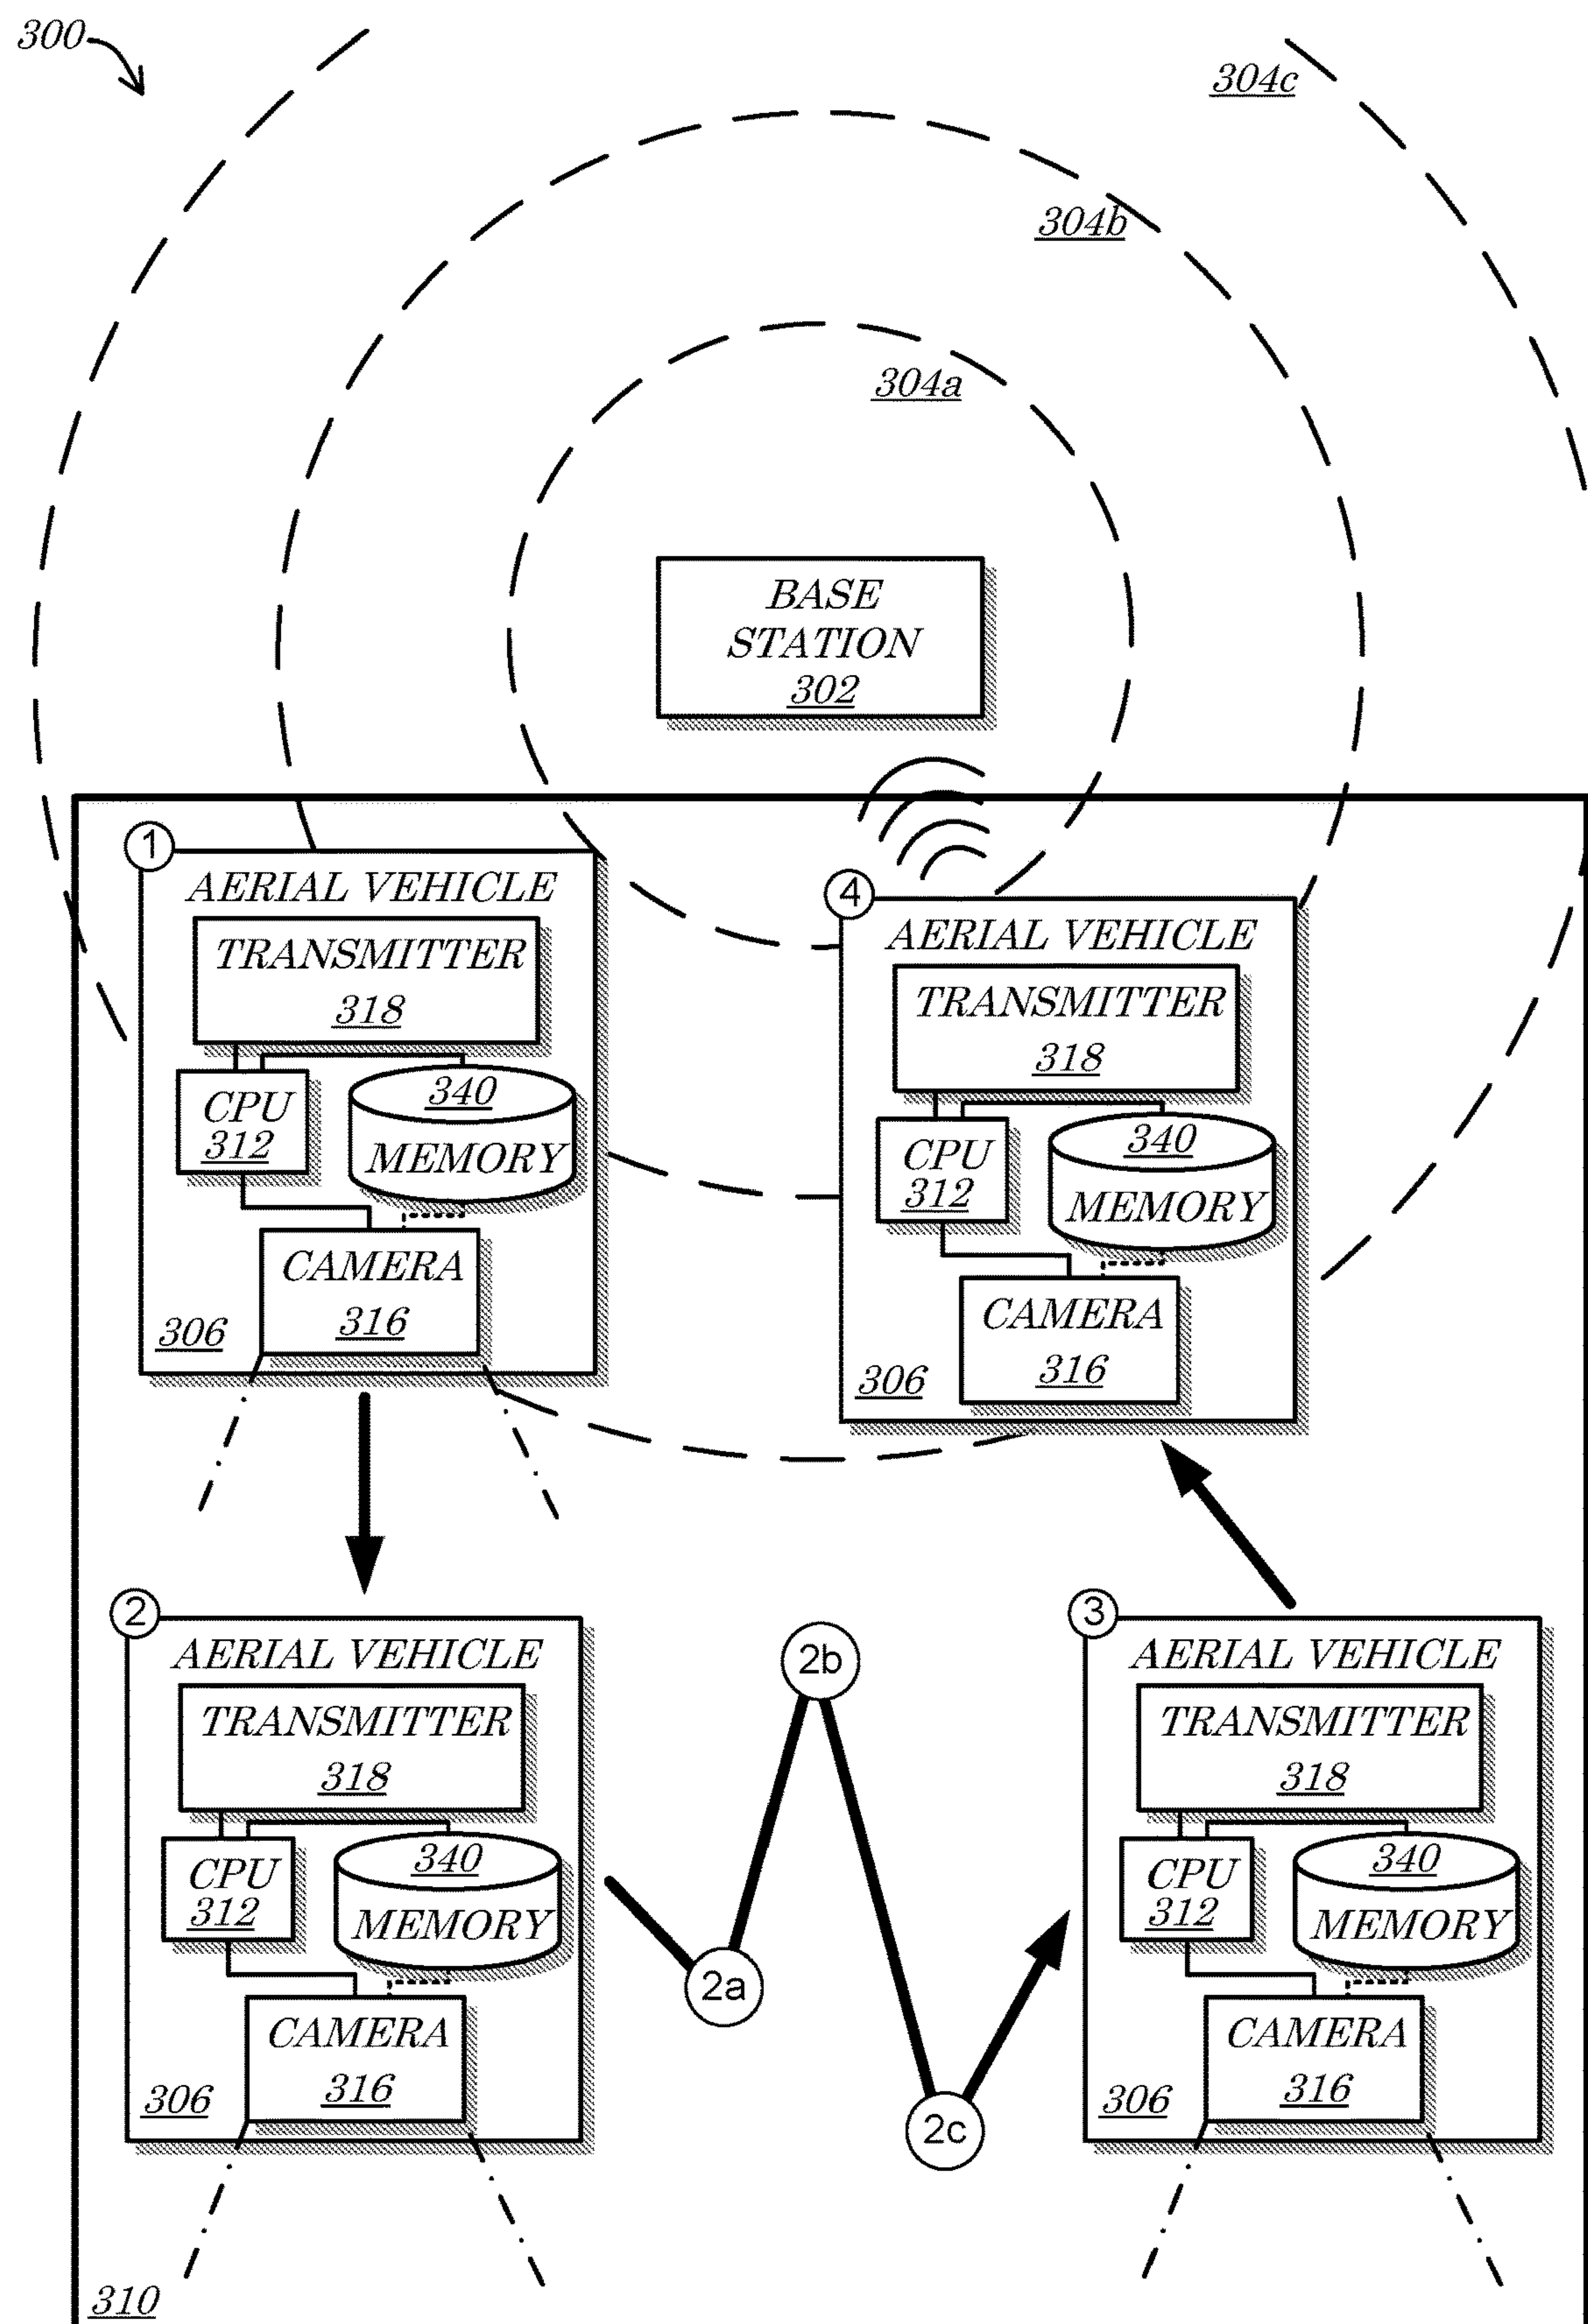 300
304c
304b
304a
BASE
STATION
302
1
AERIAL VEHICLE
TRANSMITTER
318
CPU
312
340
MEMORY
CAMERA
316
306
4
AERIAL VEHICLE
TRANSMITTER
318
CPU
312
340
MEMORY
CAMERA
316
306
2
AERIAL VEHICLE
TRANSMITTER
318
CPU
312
340
MEMORY
CAMERA
316
306
2a
2b
2c
3
AERIAL VEHICLE
TRANSMITTER
318
CPU
312
340
MEMORY
CAMERA
316
306
310